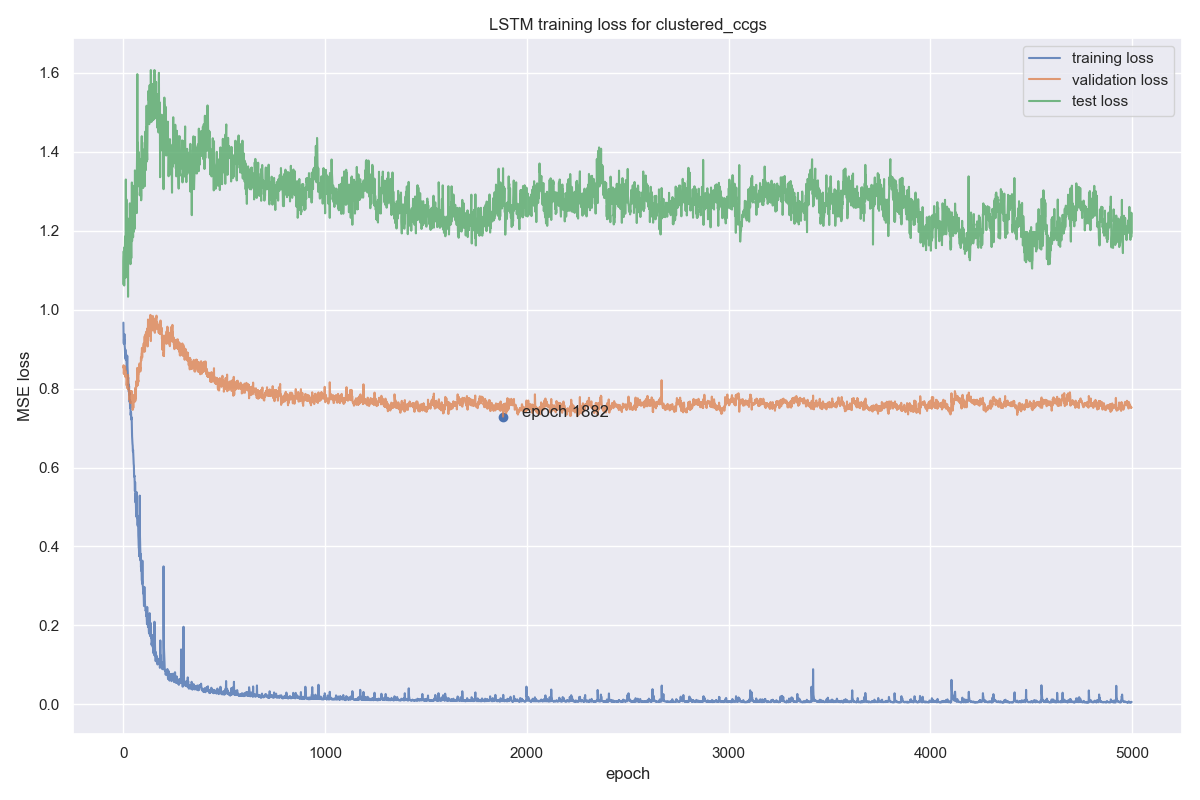 LSTM training loss for clustered_ccgs
training loss
validation loss
test loss
1.6
1.4
1.2
1.0
0.8
0.6
0.4
0.2
0.0
MSE loss
epoch 1882
0
1000
2000
3000
4000
5000
epoch